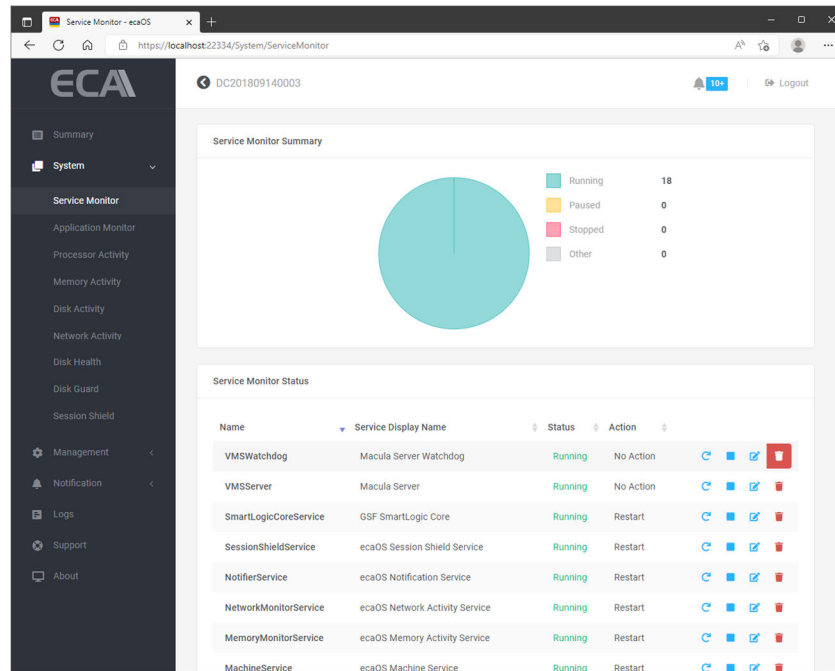 ECA Service Monitor - ecaOS
https://localhost:22334/System/ServiceMonitor
ECA
DC201809140003
10+
Logout
Summary
System
Service Monitor
Application Monitor
Processor Activity
Memory Activity
Disk Activity
Network Activity
Disk Health
Disk Guard
Session Shield
Management
Notification
Logs
Support
About
Service Monitor Summary
Running 18
Paused 0
Stopped 0
Other 0
Service Monitor Status
Name Service Display Name Status Action
VMSWatchdog Macula Server Watchdog Running No Action
VMSServer Macula Server Running No Action
SmartLogicCoreService GSF SmartLogic Core Running Restart
SessionShieldService ecaOS Session Shield Service Running Restart
NotifierService ecaOS Notification Service Running Restart
NetworkMonitorService ecaOS Network Activity Service Running Restart
MemoryMonitorService ecaOS Memory Activity Service Running Restart
MachineService ecaOS Machine Service Running Restart